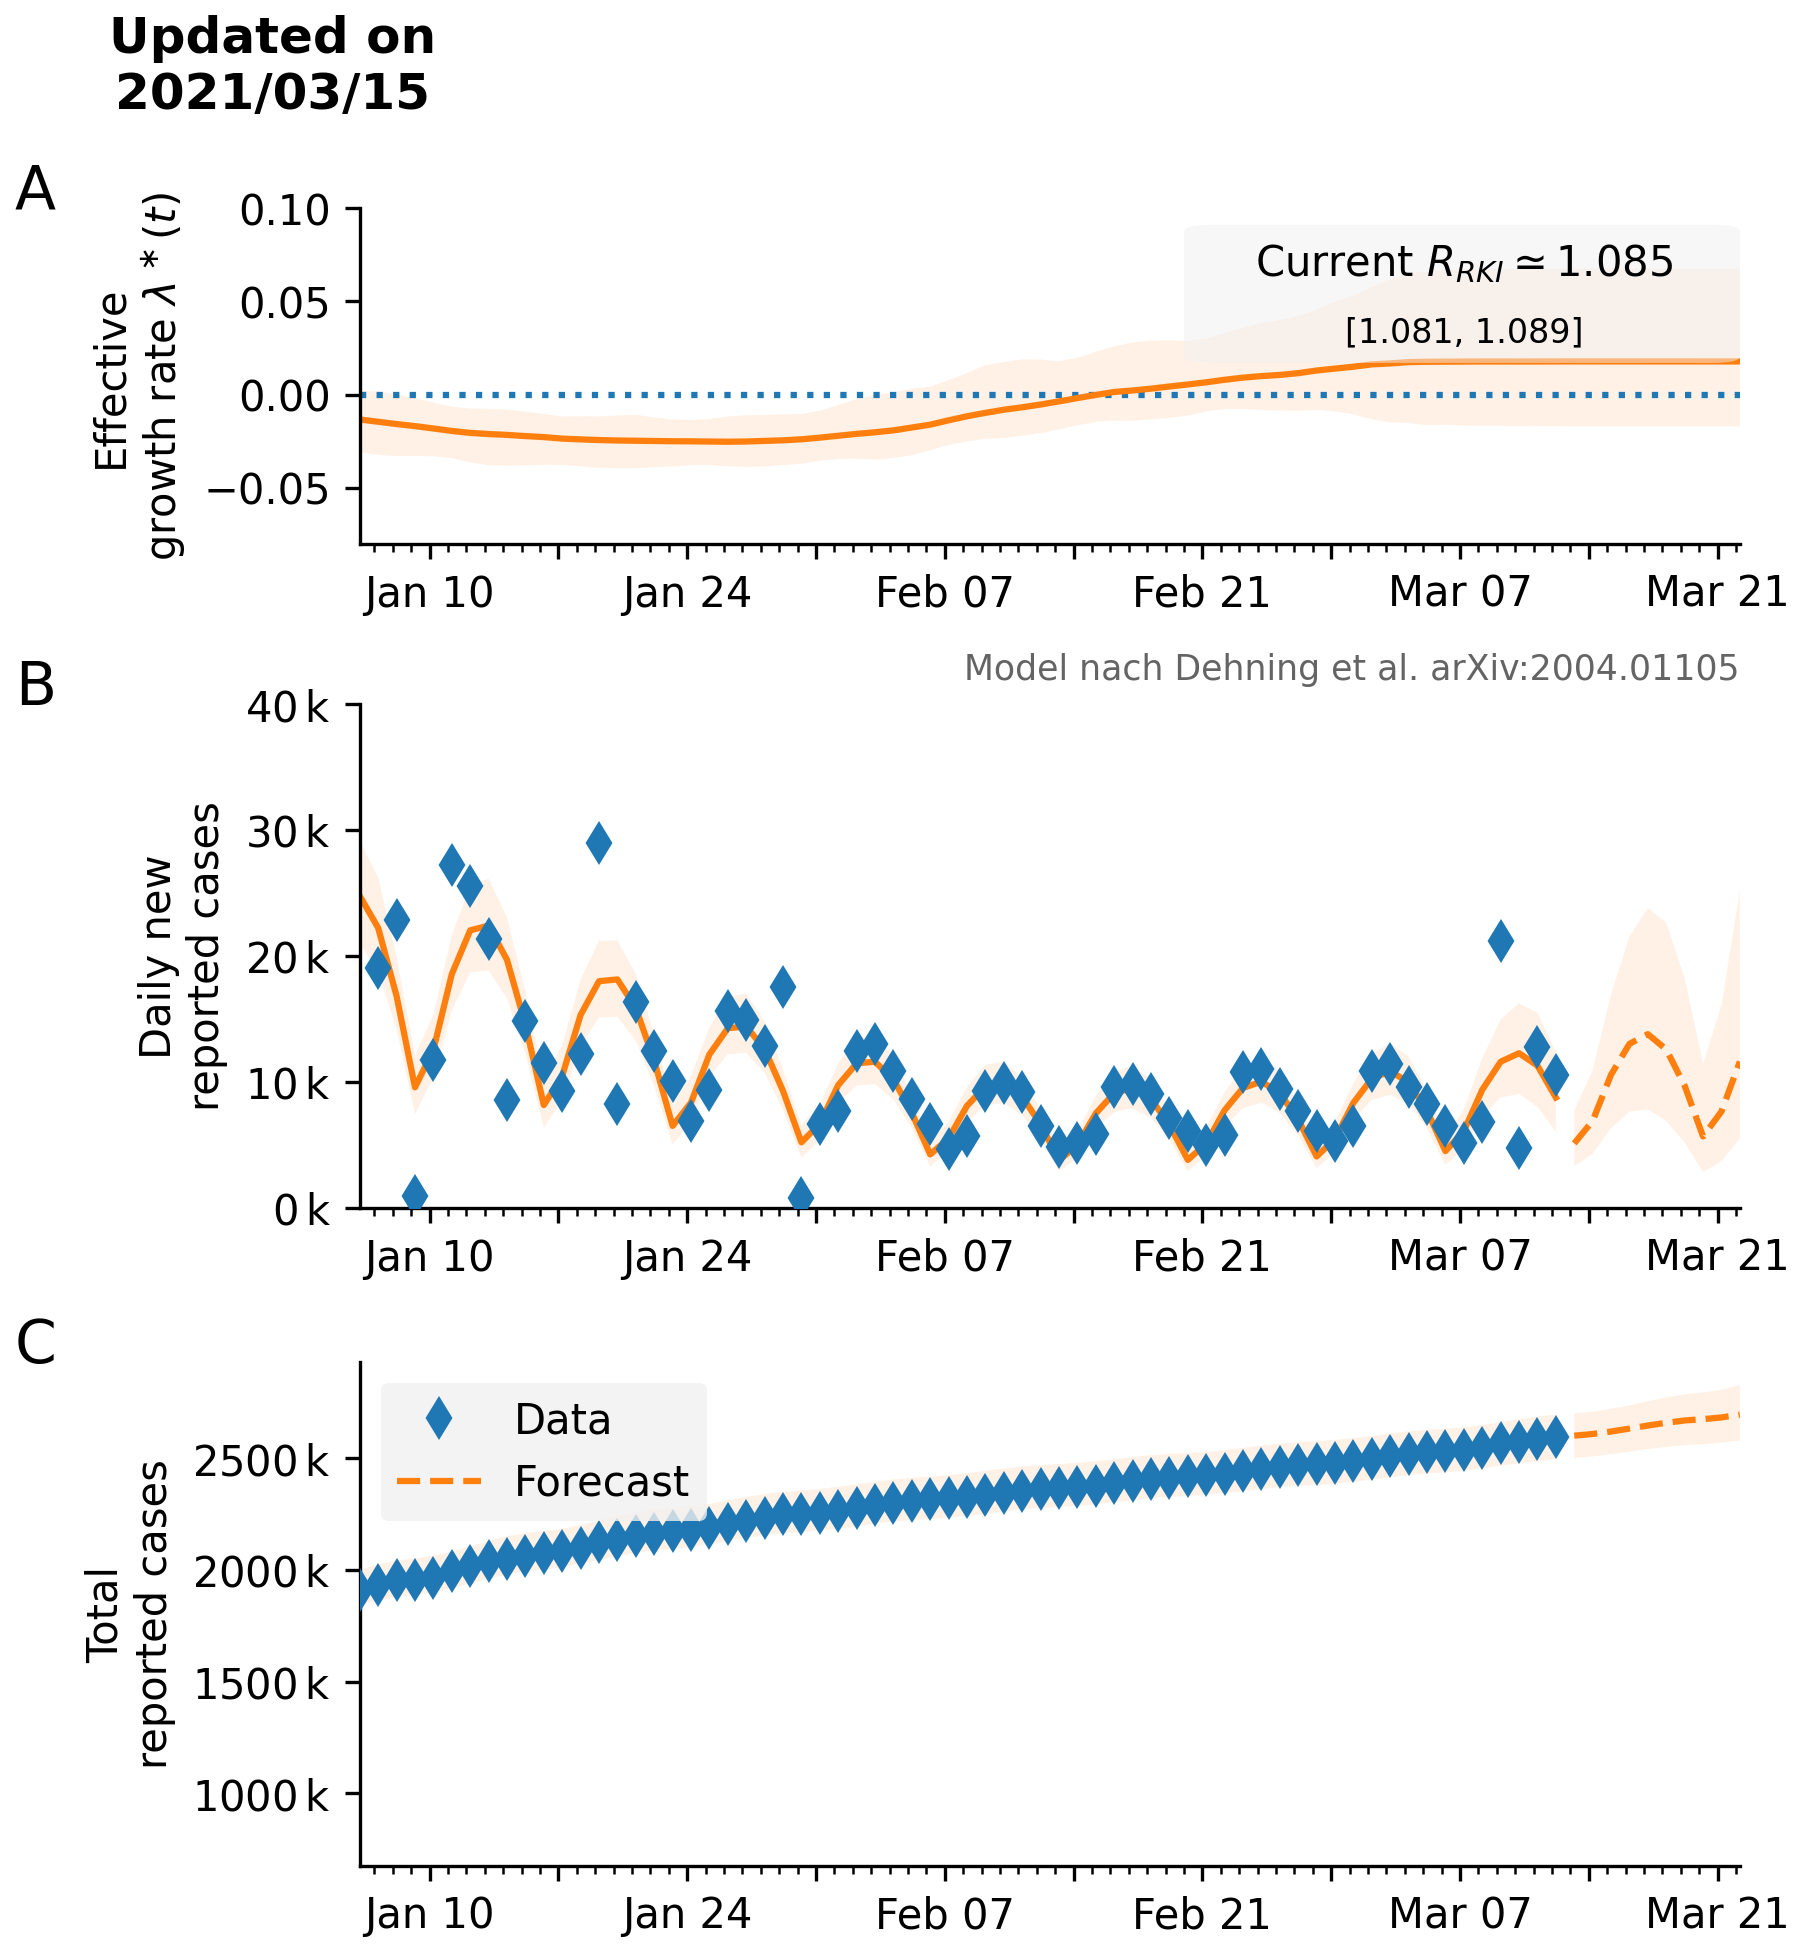 Updated on
2021/03/15
A
Effective
growth rate λ * (t)
0.10
0.05
0.00
−0.05
Current R_RKI ≃ 1.085
[1.081, 1.089]
Jan 10 Jan 24 Feb 07 Feb 21 Mar 07 Mar 21
B
Model nach Dehning et al. arXiv:2004.01105
Daily new
reported cases
40 k
30 k
20 k
10 k
0 k
Jan 10 Jan 24 Feb 07 Feb 21 Mar 07 Mar 21
C
Total
reported cases
Data
Forecast
2500 k
2000 k
1500 k
1000 k
Jan 10 Jan 24 Feb 07 Feb 21 Mar 07 Mar 21